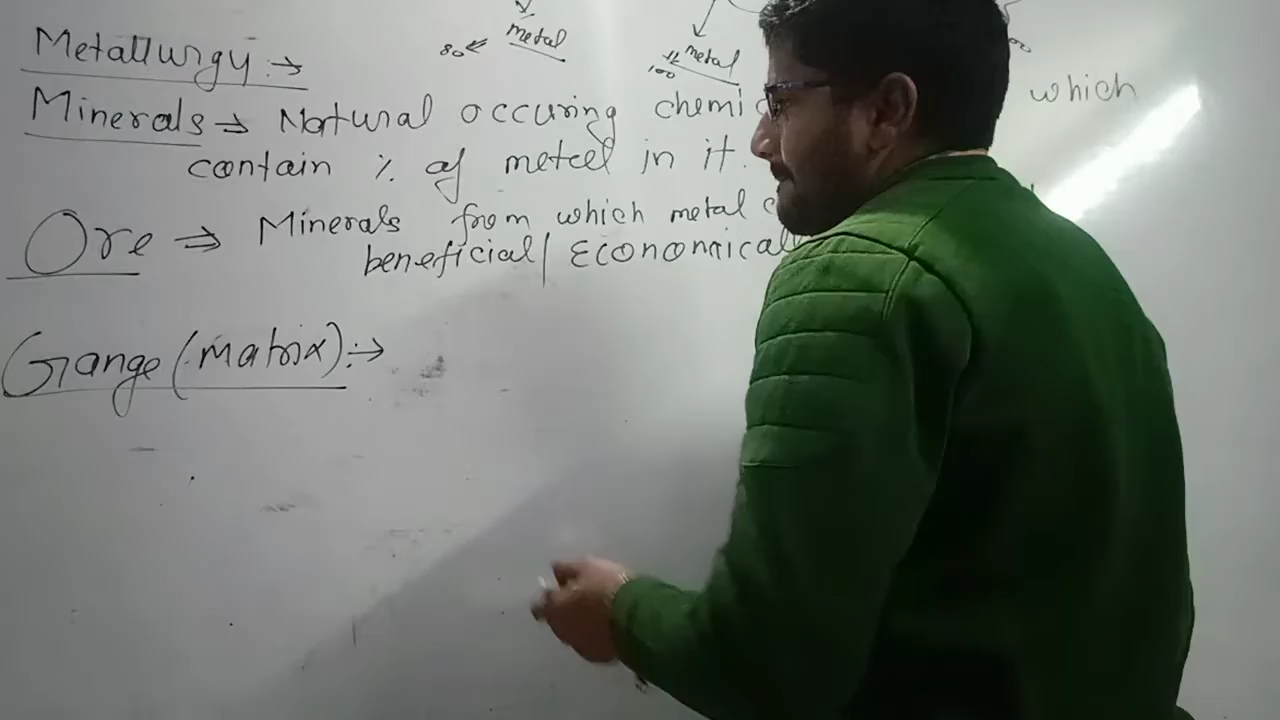 metal
80
metal
100
Metallurgy :→
Minerals ⇒ Natural occuring chemi which
contain % of metal in it.
Ore ⇒ Minerals from which metal c
beneficial/ Economicall
Gange (Matrix) :→